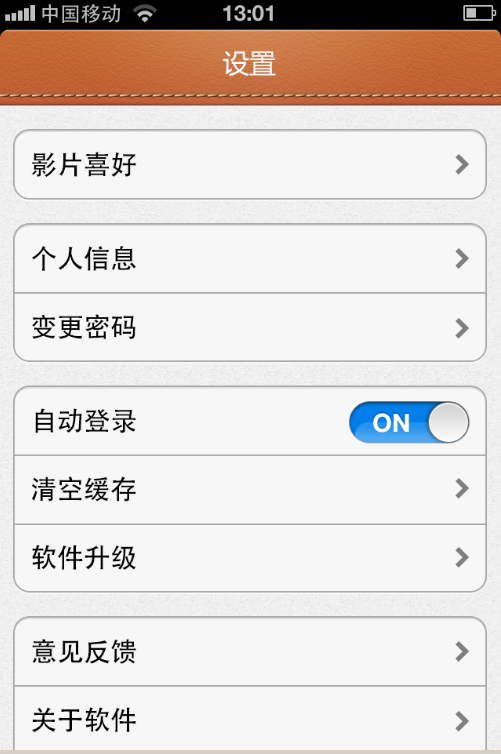 中国移动 13:01
设置
影片喜好
个人信息
变更密码
自动登录 ON
清空缓存
软件升级
意见反馈
关于软件